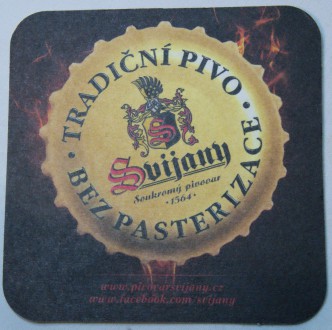 TRADIČNÍ PIVO
S
Svijany
Soukromý pivovar
· 1564 ·
· BEZ PASTERIZACE ·
www.pivovarsvijany.cz
www.facebook.com/svijany